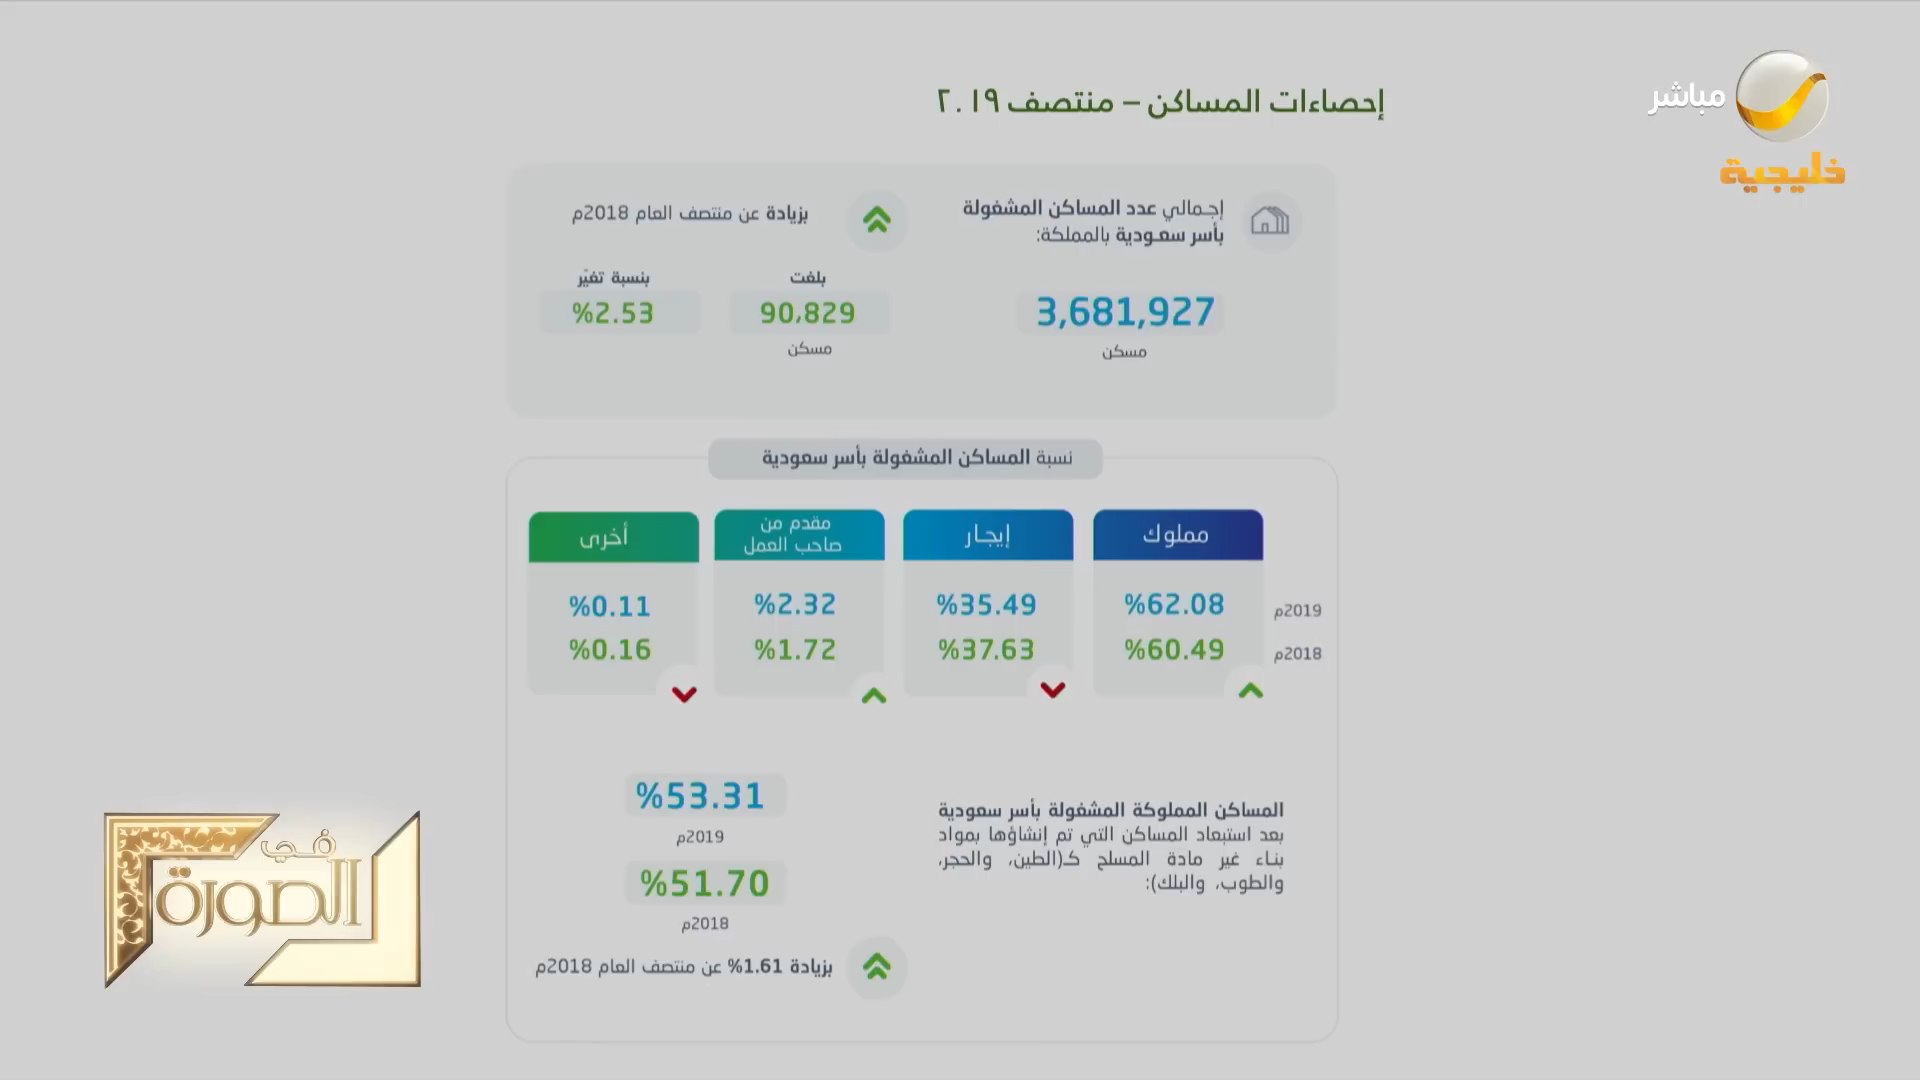 مباشر
خليجية
إحصاءات المساكن – منتصف ٢٠١٩
إجمالي عدد المساكن المشغولة
بأسر سعودية بالمملكة:
3,681,927
مسكن
بزيادة عن منتصف العام 2018م
بلغت
90,829
مسكن
بنسبة تغيّر
%2.53
نسبة المساكن المشغولة بأسر سعودية
مملوك
إيجار
مقدم من
صاحب العمل
أخرى
2019م
%62.08
%35.49
%2.32
%0.11
2018م
%60.49
%37.63
%1.72
%0.16
المساكن المملوكة المشغولة بأسر سعودية
بعد استبعاد المساكن التي تم إنشاؤها بمواد
بناء غير مادة المسلح كـ(الطين، والحجر،
والطوب، والبلك):
%53.31
2019م
%51.70
2018م
بزيادة 1.61% عن منتصف العام 2018م
في
الصورة